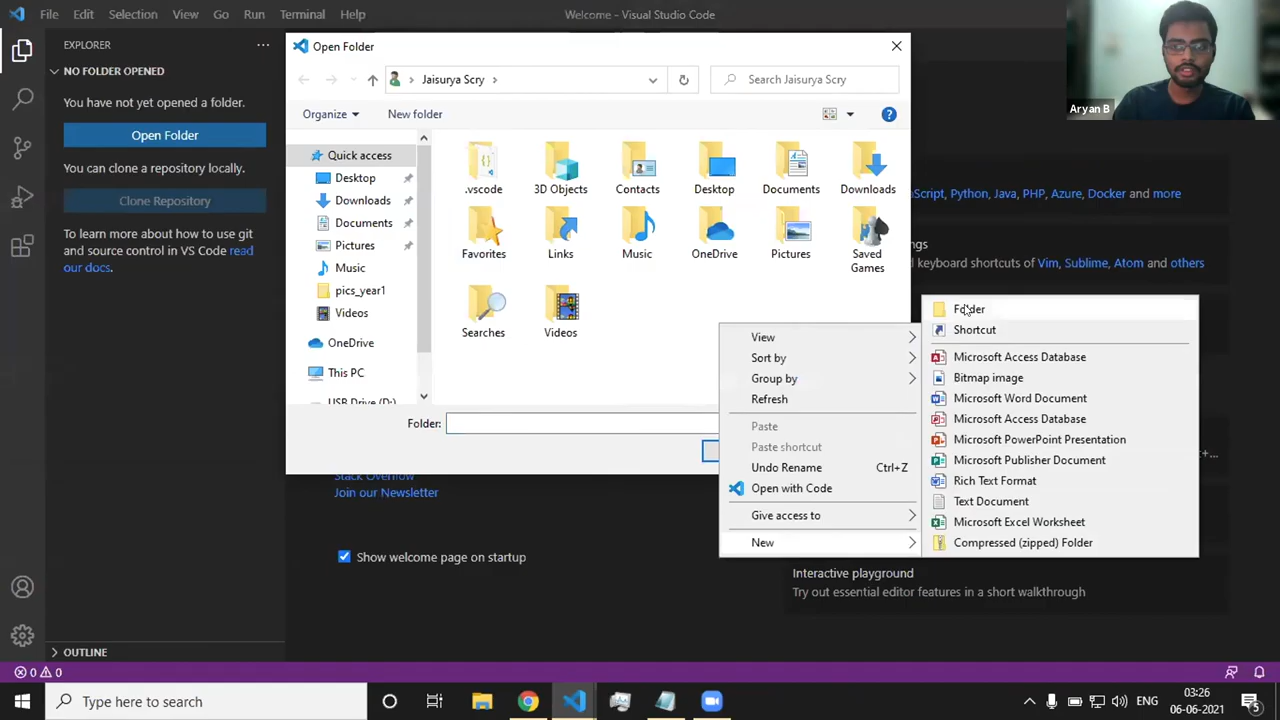 File Edit Selection View Go Run Terminal Help
Welcome - Visual Studio Code
EXPLORER
NO FOLDER OPENED
You have not yet opened a folder.
Open Folder
You can clone a repository locally.
Clone Repository
To learn more about how to use git
and source control in VS Code read
our docs.
OUTLINE
Open Folder
Jaisurya Scry
Search Jaisurya Scry
Organize
New folder
Quick access
Desktop
Downloads
Documents
Pictures
Music
pics_year1
Videos
OneDrive
This PC
USB Drive (D:)
.vscode
3D Objects
Contacts
Desktop
Documents
Downloads
Favorites
Links
Music
OneDrive
Pictures
Saved
Games
Searches
Videos
Folder:
View
Sort by
Group by
Refresh
Paste
Paste shortcut
Undo Rename Ctrl+Z
Open with Code
Give access to
New
Folder
Shortcut
Microsoft Access Database
Bitmap image
Microsoft Word Document
Microsoft Access Database
Microsoft PowerPoint Presentation
Microsoft Publisher Document
Rich Text Format
Text Document
Microsoft Excel Worksheet
Compressed (zipped) Folder
Aryan B
Script, Python, Java, PHP, Azure, Docker and more
ngs
keyboard shortcuts of Vim, Sublime, Atom and others
Stack Overflow
Join our Newsletter
Show welcome page on startup
Interactive playground
Try out essential editor features in a short walkthrough
0 0
Type here to search
ENG
03:26
06-06-2021
5